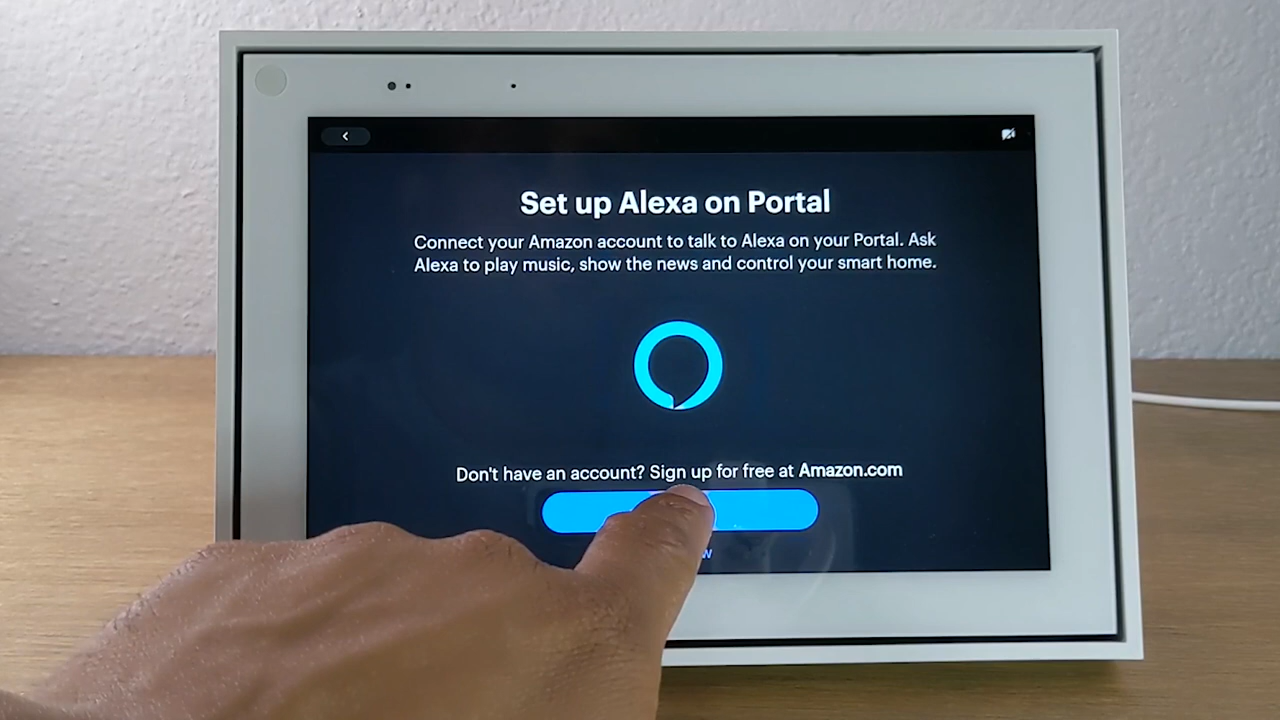 Set up Alexa on Portal
Connect your Amazon account to talk to Alexa on your Portal. Ask
Alexa to play music, show the news and control your smart home.
Don't have an account? Sign up for free at Amazon.com